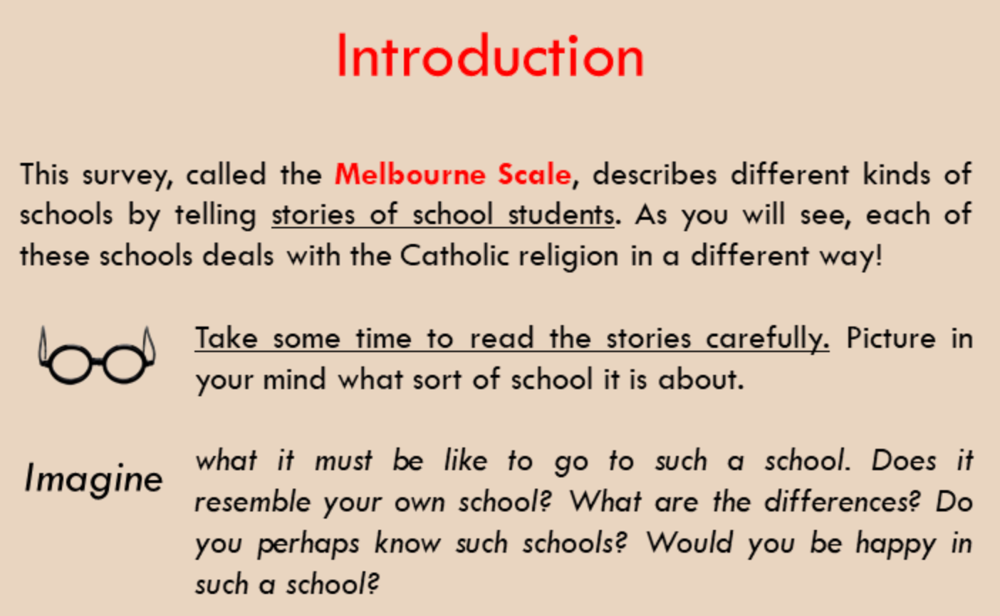 Introduction
This survey, called the Melbourne Scale, describes different kinds of
schools by telling stories of school students. As you will see, each of
these schools deals with the Catholic religion in a different way!
Take some time to read the stories carefully. Picture in
your mind what sort of school it is about.
Imagine
what it must be like to go to such a school. Does it
resemble your own school? What are the differences? Do
you perhaps know such schools? Would you be happy in
such a school?